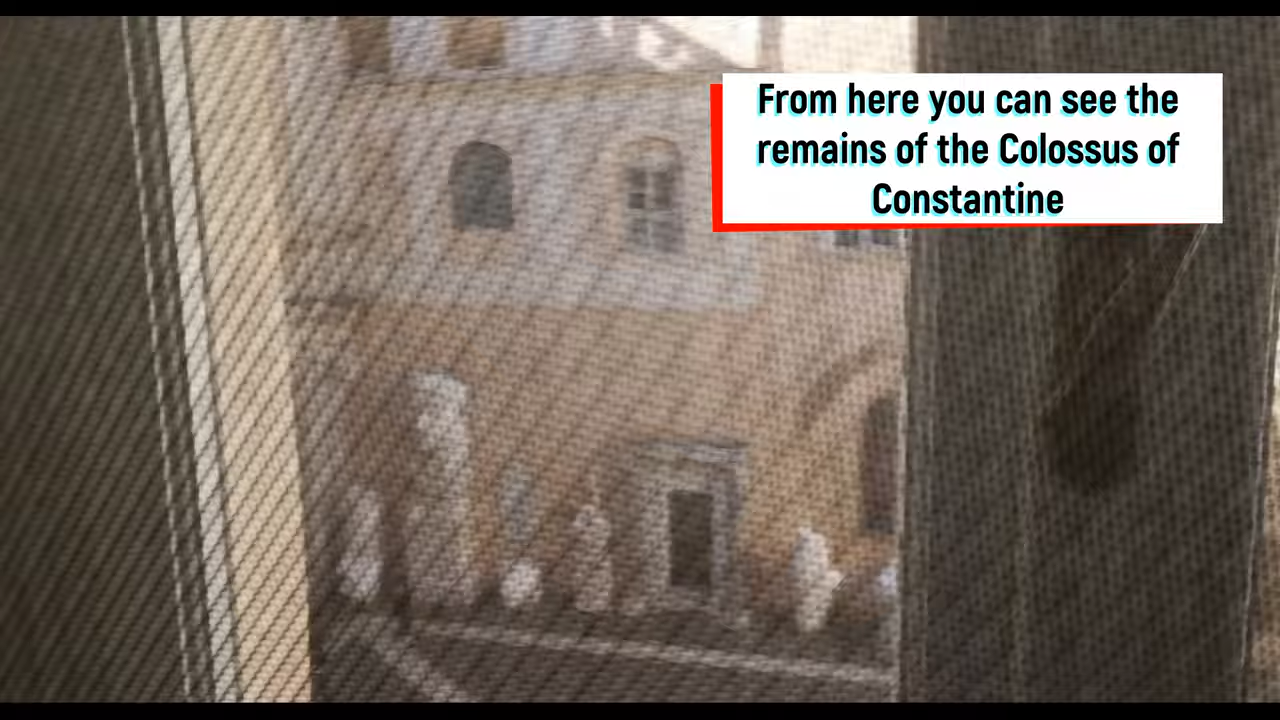 From here you can see the
remains of the Colossus of
Constantine